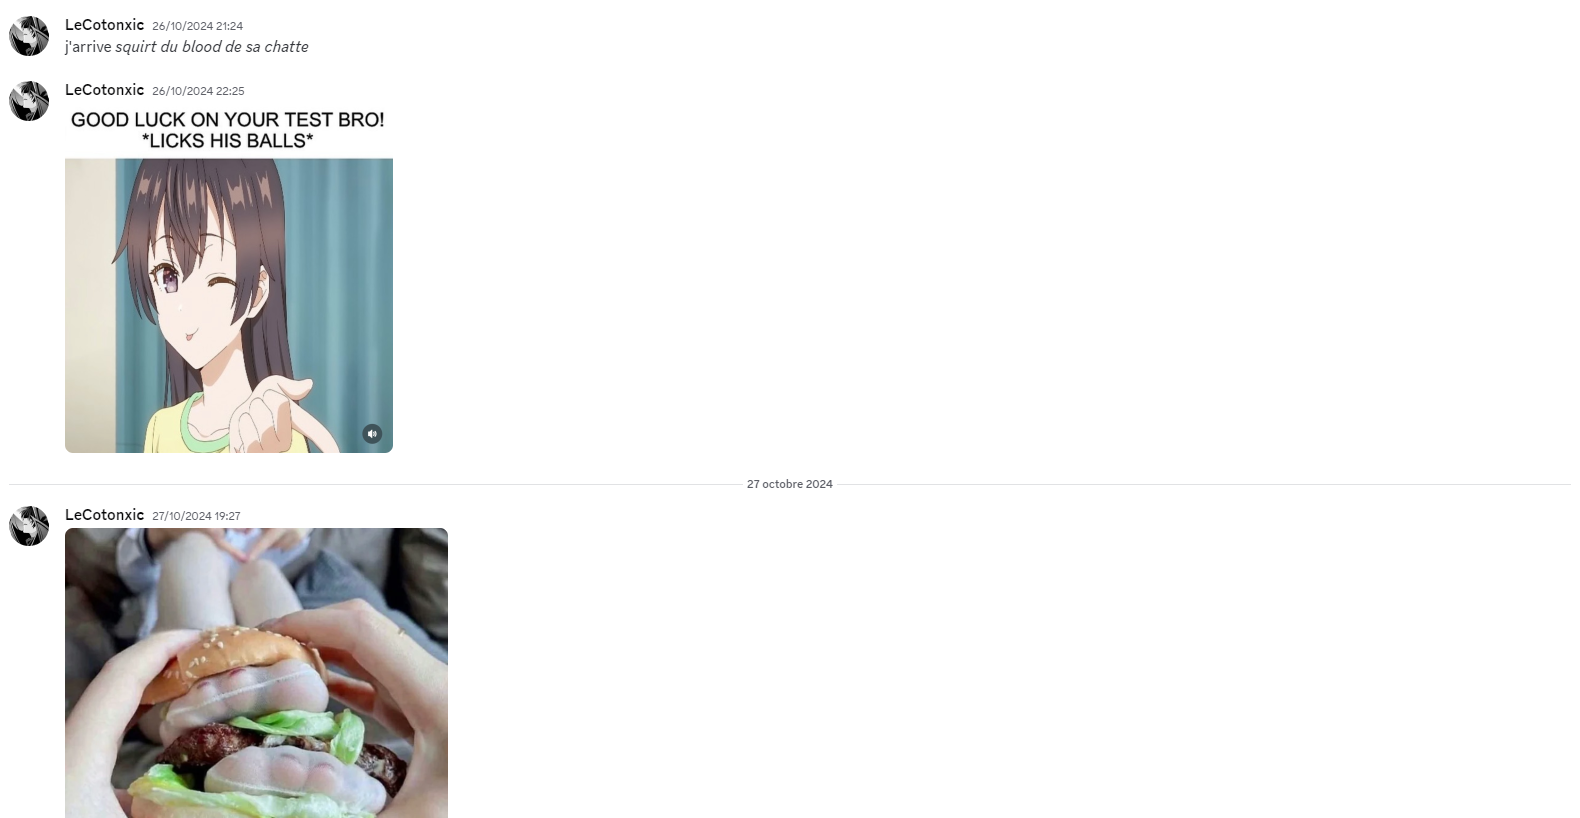 LeCotonxic 26/10/2024 21:24
j'arrive squirt du blood de sa chatte
LeCotonxic 26/10/2024 22:25
GOOD LUCK ON YOUR TEST BRO!
*LICKS HIS BALLS*
27 octobre 2024
LeCotonxic 27/10/2024 19:27